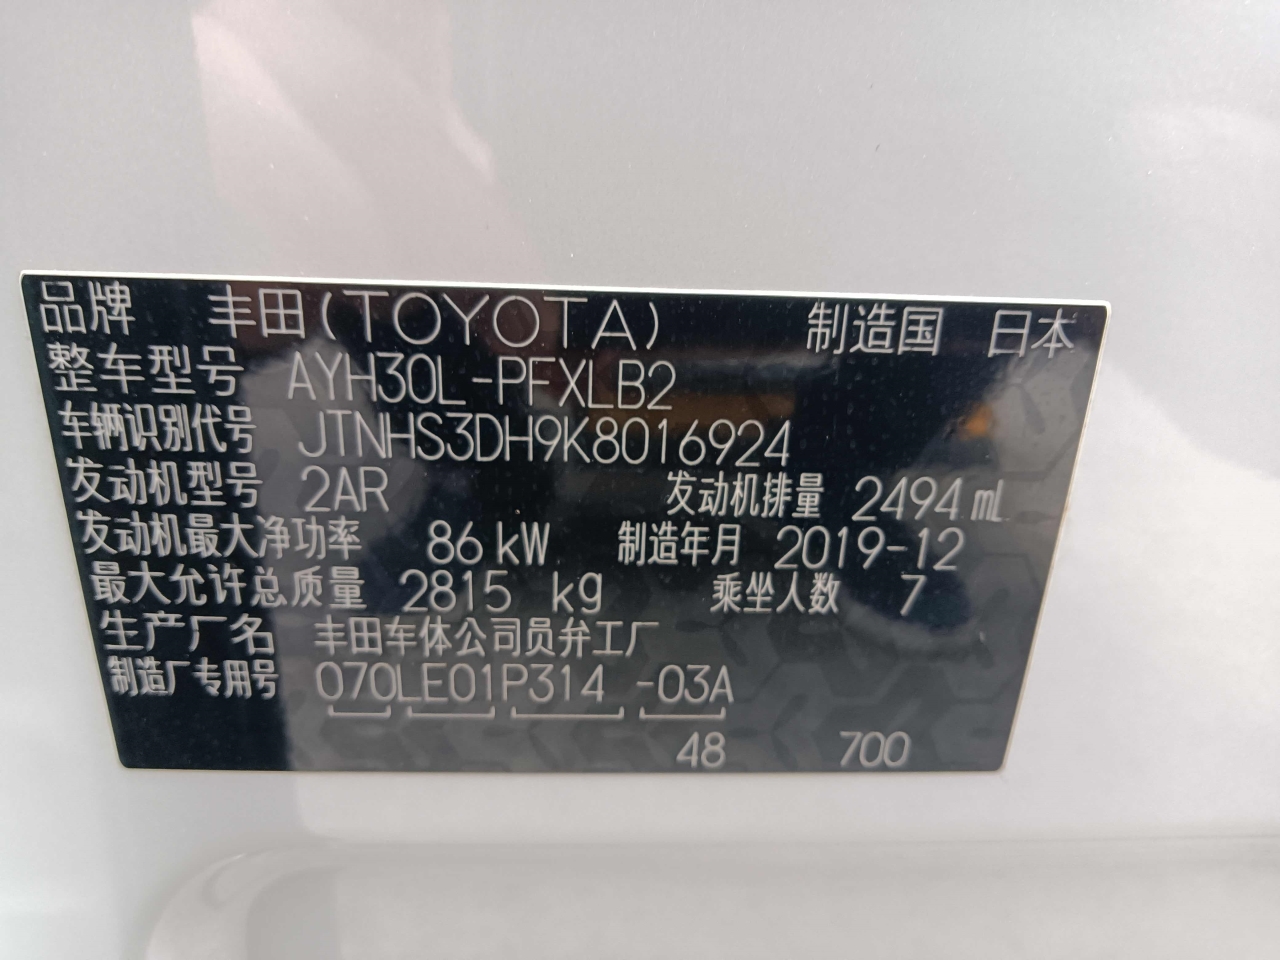 品牌 丰田(TOYOTA) 制造国 日本
整车型号 AYH30L-PFXLB2
车辆识别代号 JTNHS3DH9K8016924
发动机型号 2AR 发动机排量 2494 mL
发动机最大净功率 86 kW 制造年月 2019-12
最大允许总质量 2815 kg 乘坐人数 7
生产厂名 丰田车体公司员弁工厂
制造厂专用号 070LE01P314 -03A
48 700